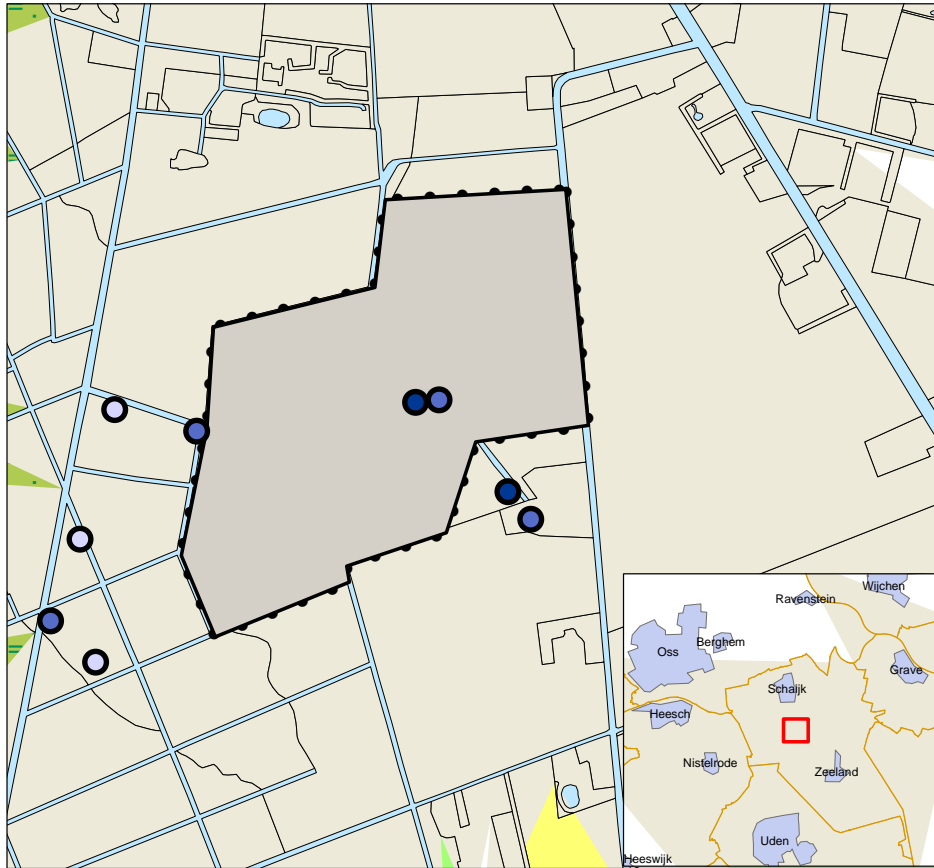 Wijchen
Ravenstein
Berghem
Oss
Grave
Schaijk
Heesch
Nistelrode
Zeeland
Uden
Heeswijk